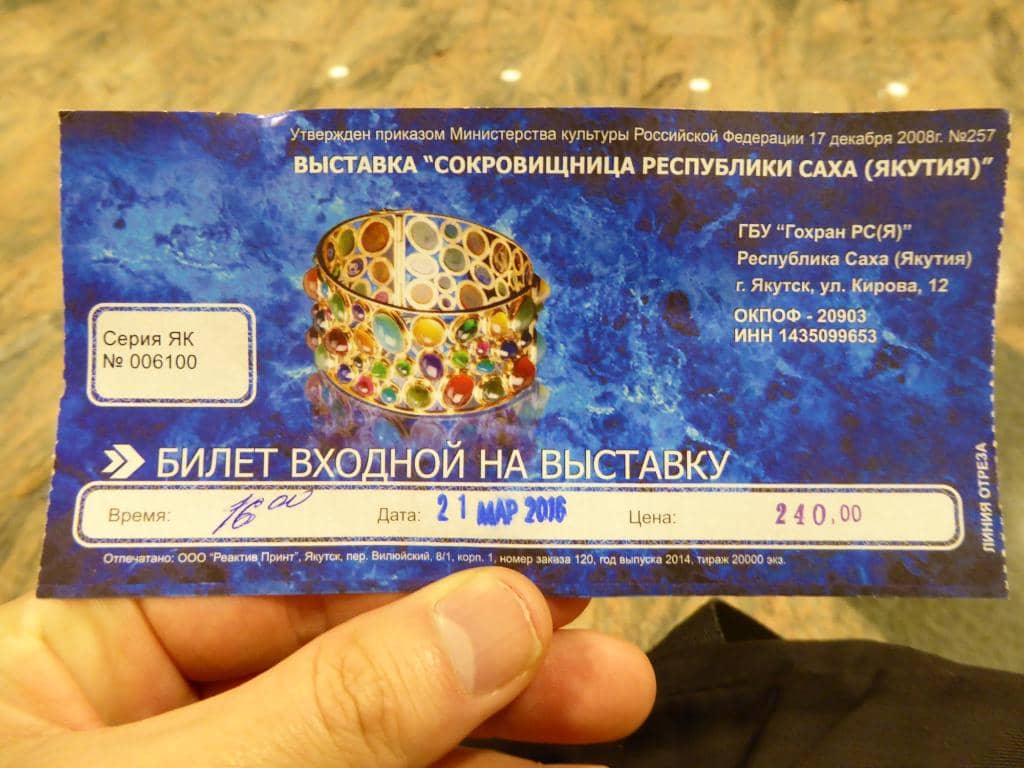 Утвержден приказом Министерства культуры Российской Федерации 17 декабря 2008г. №257
ВЫСТАВКА "СОКРОВИЩНИЦА РЕСПУБЛИКИ САХА (ЯКУТИЯ)"
ГБУ "Гохран РС(Я)"
Республика Саха (Якутия)
г. Якутск, ул. Кирова, 12
ОКПОФ - 20903
ИНН 1435099653
Серия ЯК
№ 006100
БИЛЕТ ВХОДНОЙ НА ВЫСТАВКУ
Время: 16 00 Дата: 21 МАР 2016 Цена: 240,00
Отпечатано: ООО "Реактив Принт", Якутск, пер. Вилюйский, 8/1, корп. 1, номер заказа 120, год выпуска 2014, тираж 20000 экз.
ЛИНИЯ ОТРЕЗА